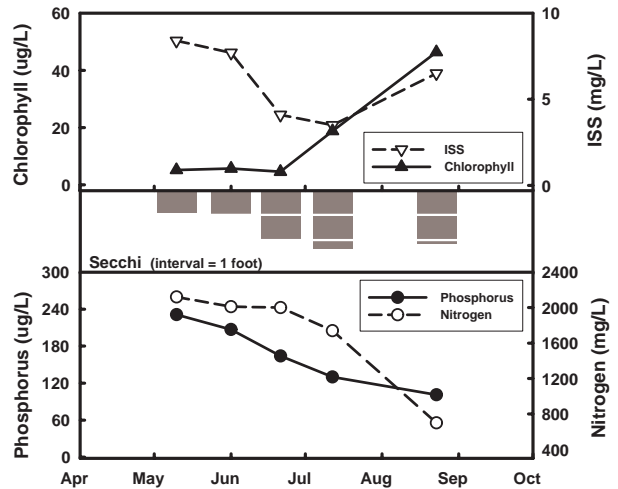 60
40
20
0
Chlorophyll (ug/L)
10
5
0
ISS (mg/L)
ISS
Chlorophyll
Secchi (interval = 1 foot)
300
240
180
120
60
0
Phosphorus (ug/L)
2400
2000
1600
1200
800
400
Nitrogen (mg/L)
Phosphorus
Nitrogen
Apr May Jun Jul Aug Sep Oct